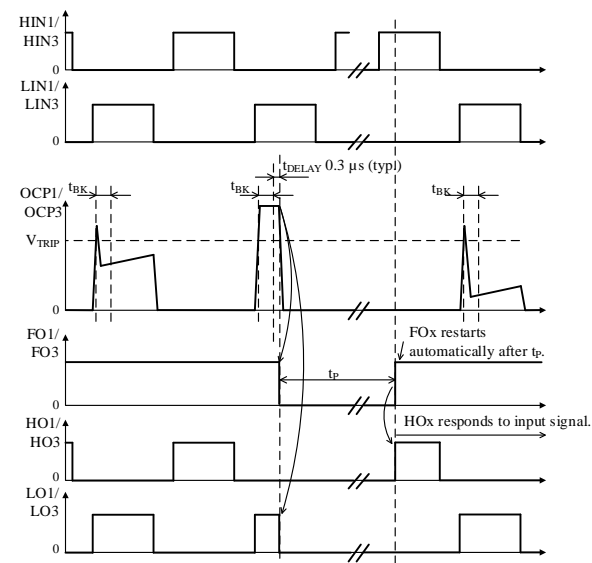 HIN1/
HIN3
0
LIN1/
LIN3
0
tDELAY 0.3 µs (typ.)
OCP1/
OCP3
tBK
tBK
tBK
VTRIP
0
FO1/
FO3
FOx restarts
automatically after tP.
tP
0
HO1/
HO3
HOx responds to input signal.
0
LO1/
LO3
0